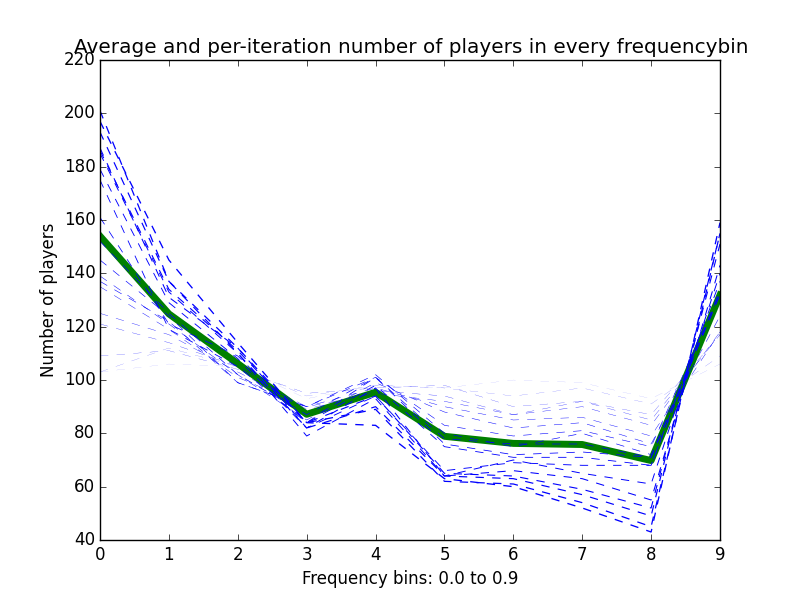 Average and per-iteration number of players in every frequencybin
220
200
180
160
140
120
100
80
60
40
Number of players
0 1 2 3 4 5 6 7 8 9
Frequency bins: 0.0 to 0.9